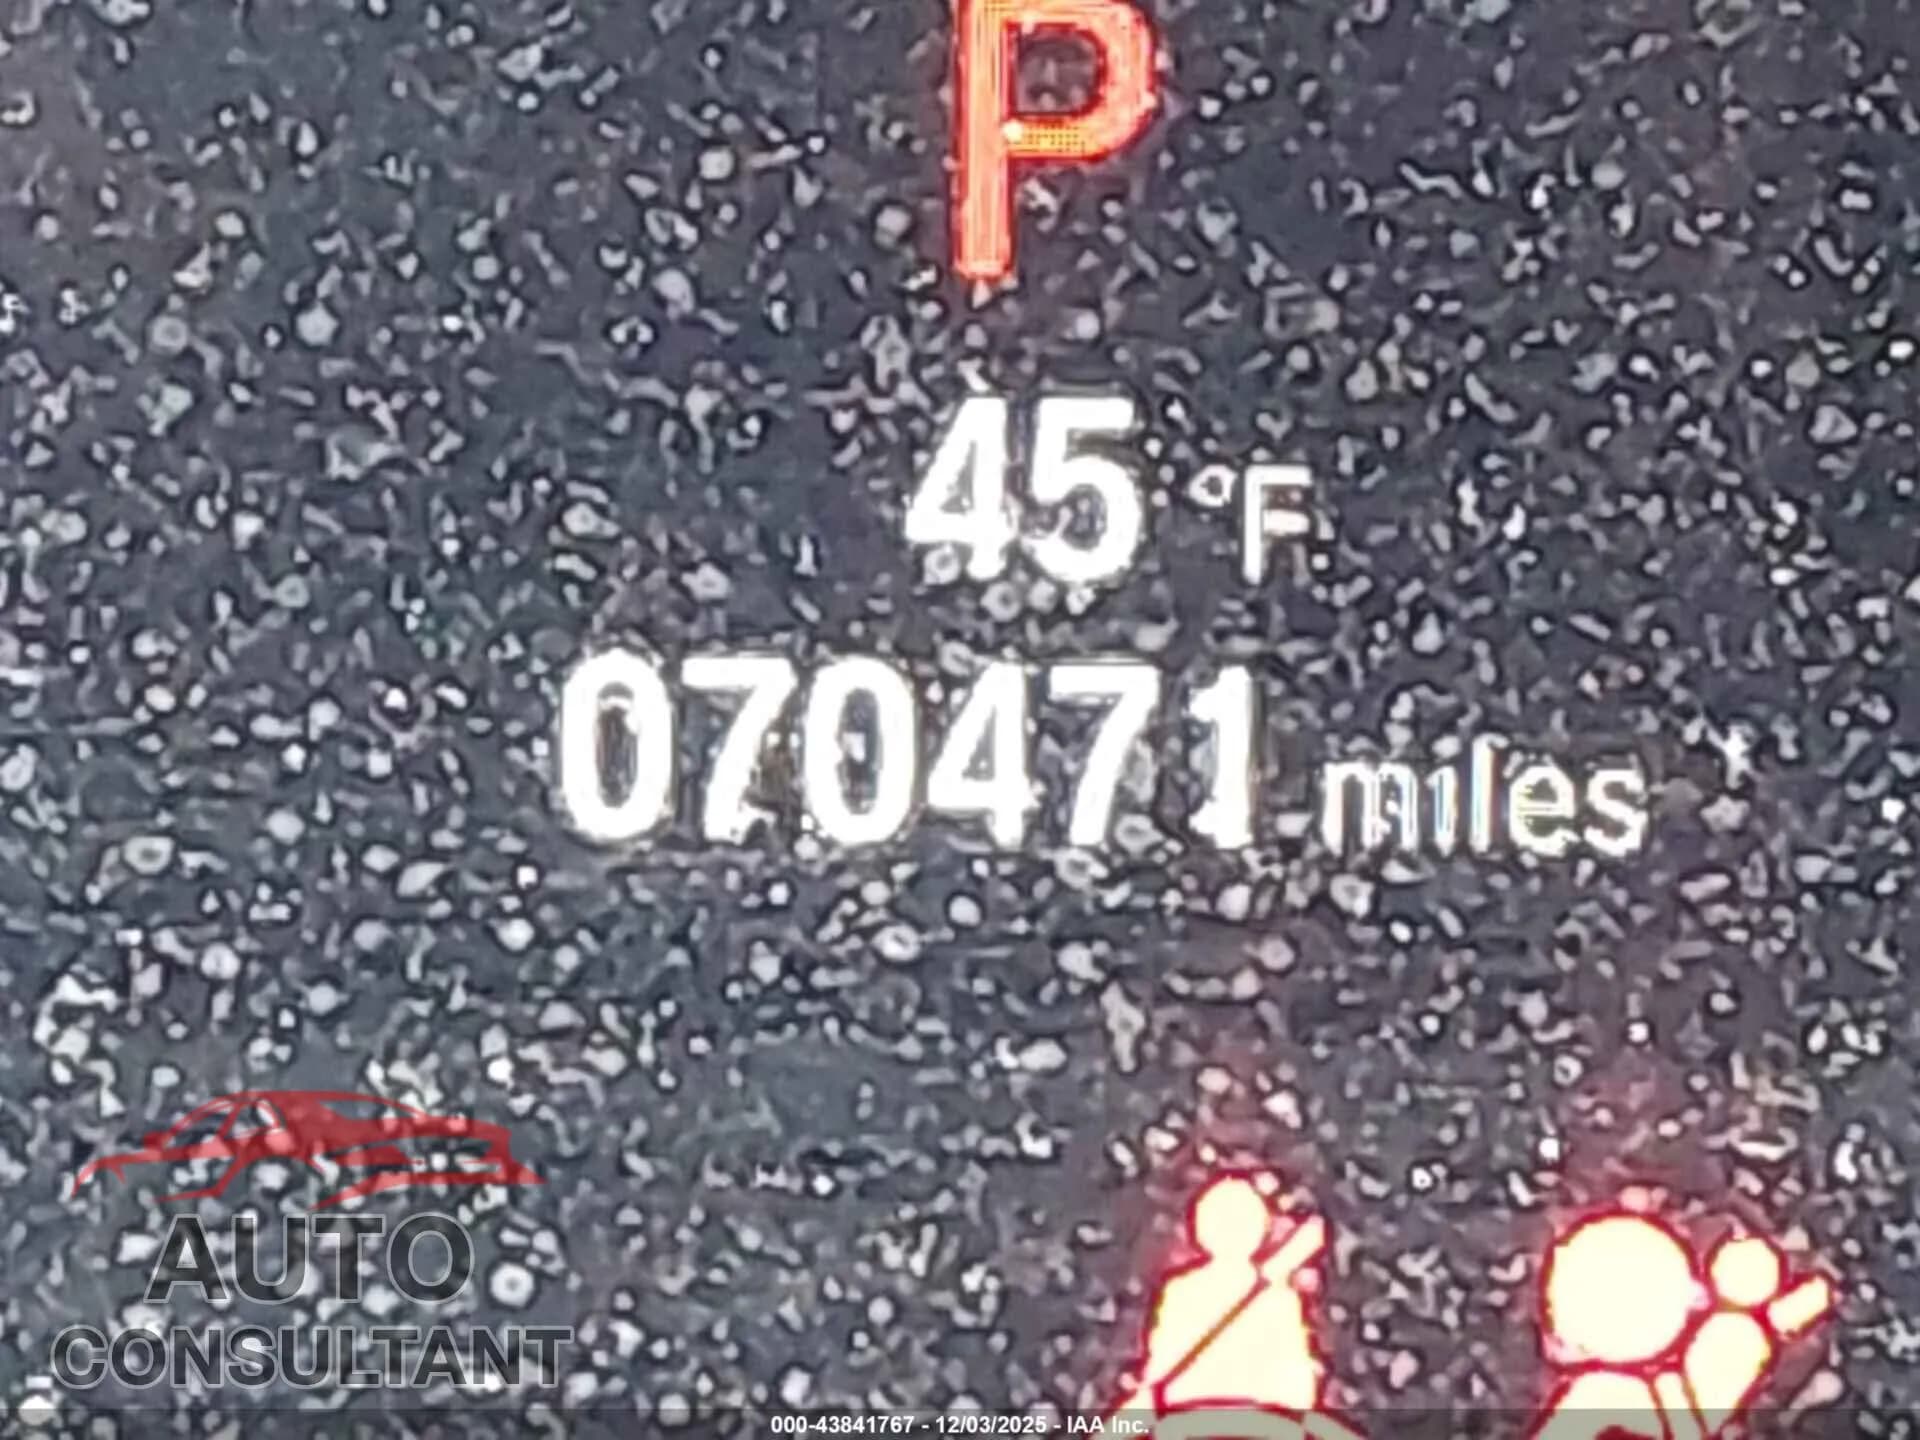 P
45 °F
070471 miles
AUTO
CONSULTANT
000-43841767 - 12/03/2025 - IAA Inc.